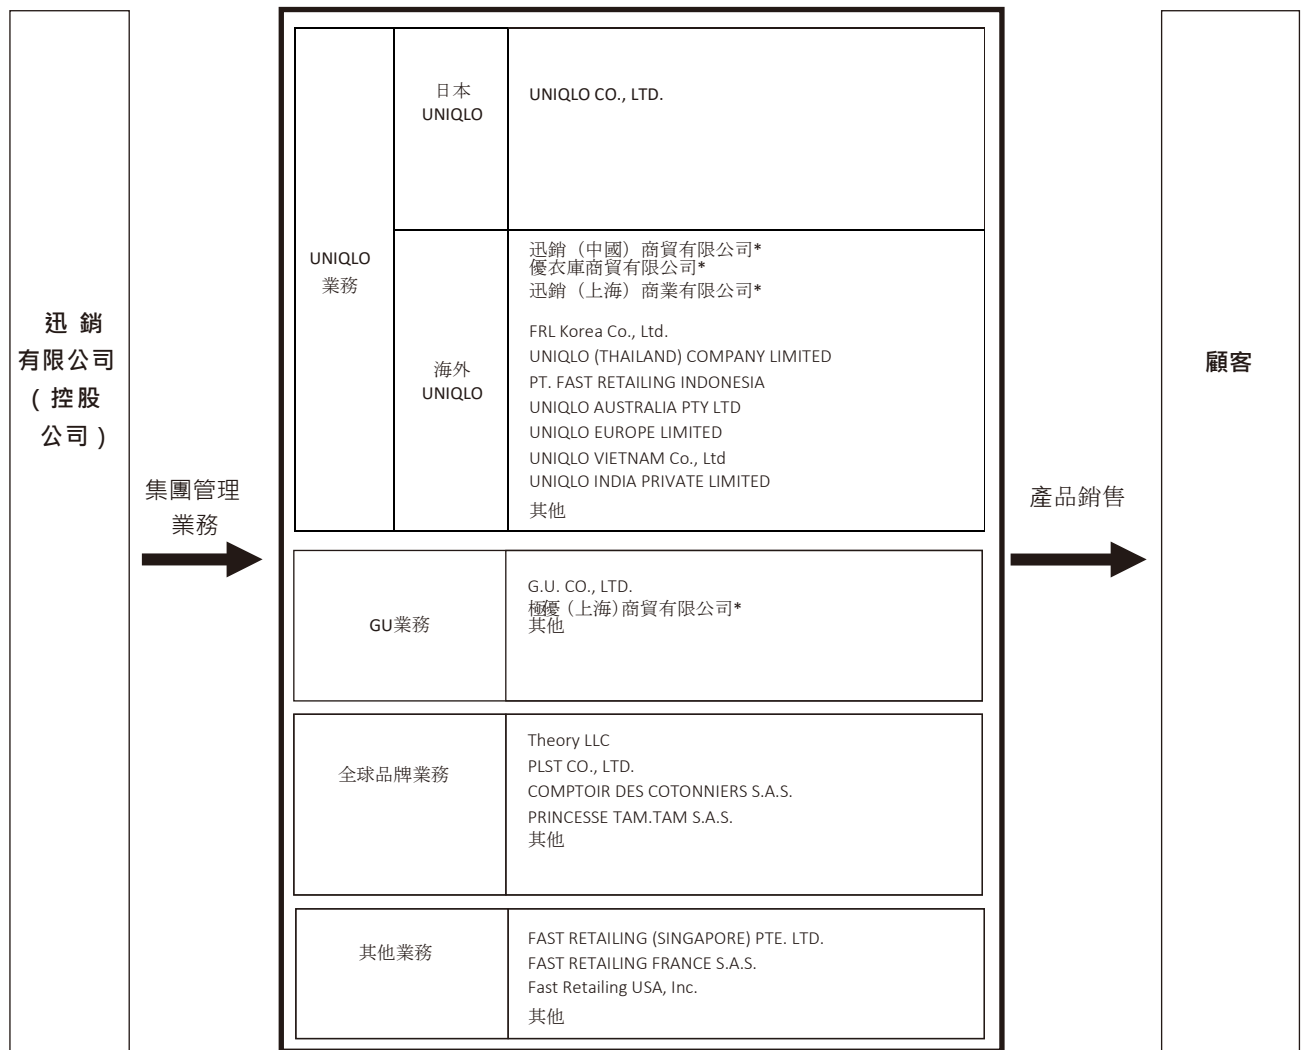 迅 銷
有限公司
（控股
公司）
集團管理
業務
UNIQLO
業務
日本
UNIQLO
UNIQLO CO., LTD.
海外
UNIQLO
迅銷（中國）商貿有限公司*
優衣庫商貿有限公司*
迅銷（上海）商業有限公司*
FRL Korea Co., Ltd.
UNIQLO (THAILAND) COMPANY LIMITED
PT. FAST RETAILING INDONESIA
UNIQLO AUSTRALIA PTY LTD
UNIQLO EUROPE LIMITED
UNIQLO VIETNAM Co., Ltd
UNIQLO INDIA PRIVATE LIMITED
其他
GU業務
G.U. CO., LTD.
極優（上海）商貿有限公司*
其他
全球品牌業務
Theory LLC
PLST CO., LTD.
COMPTOIR DES COTONNIERS S.A.S.
PRINCESSE TAM.TAM S.A.S.
其他
其他業務
FAST RETAILING (SINGAPORE) PTE. LTD.
FAST RETAILING FRANCE S.A.S.
Fast Retailing USA, Inc.
其他
產品銷售
顧客